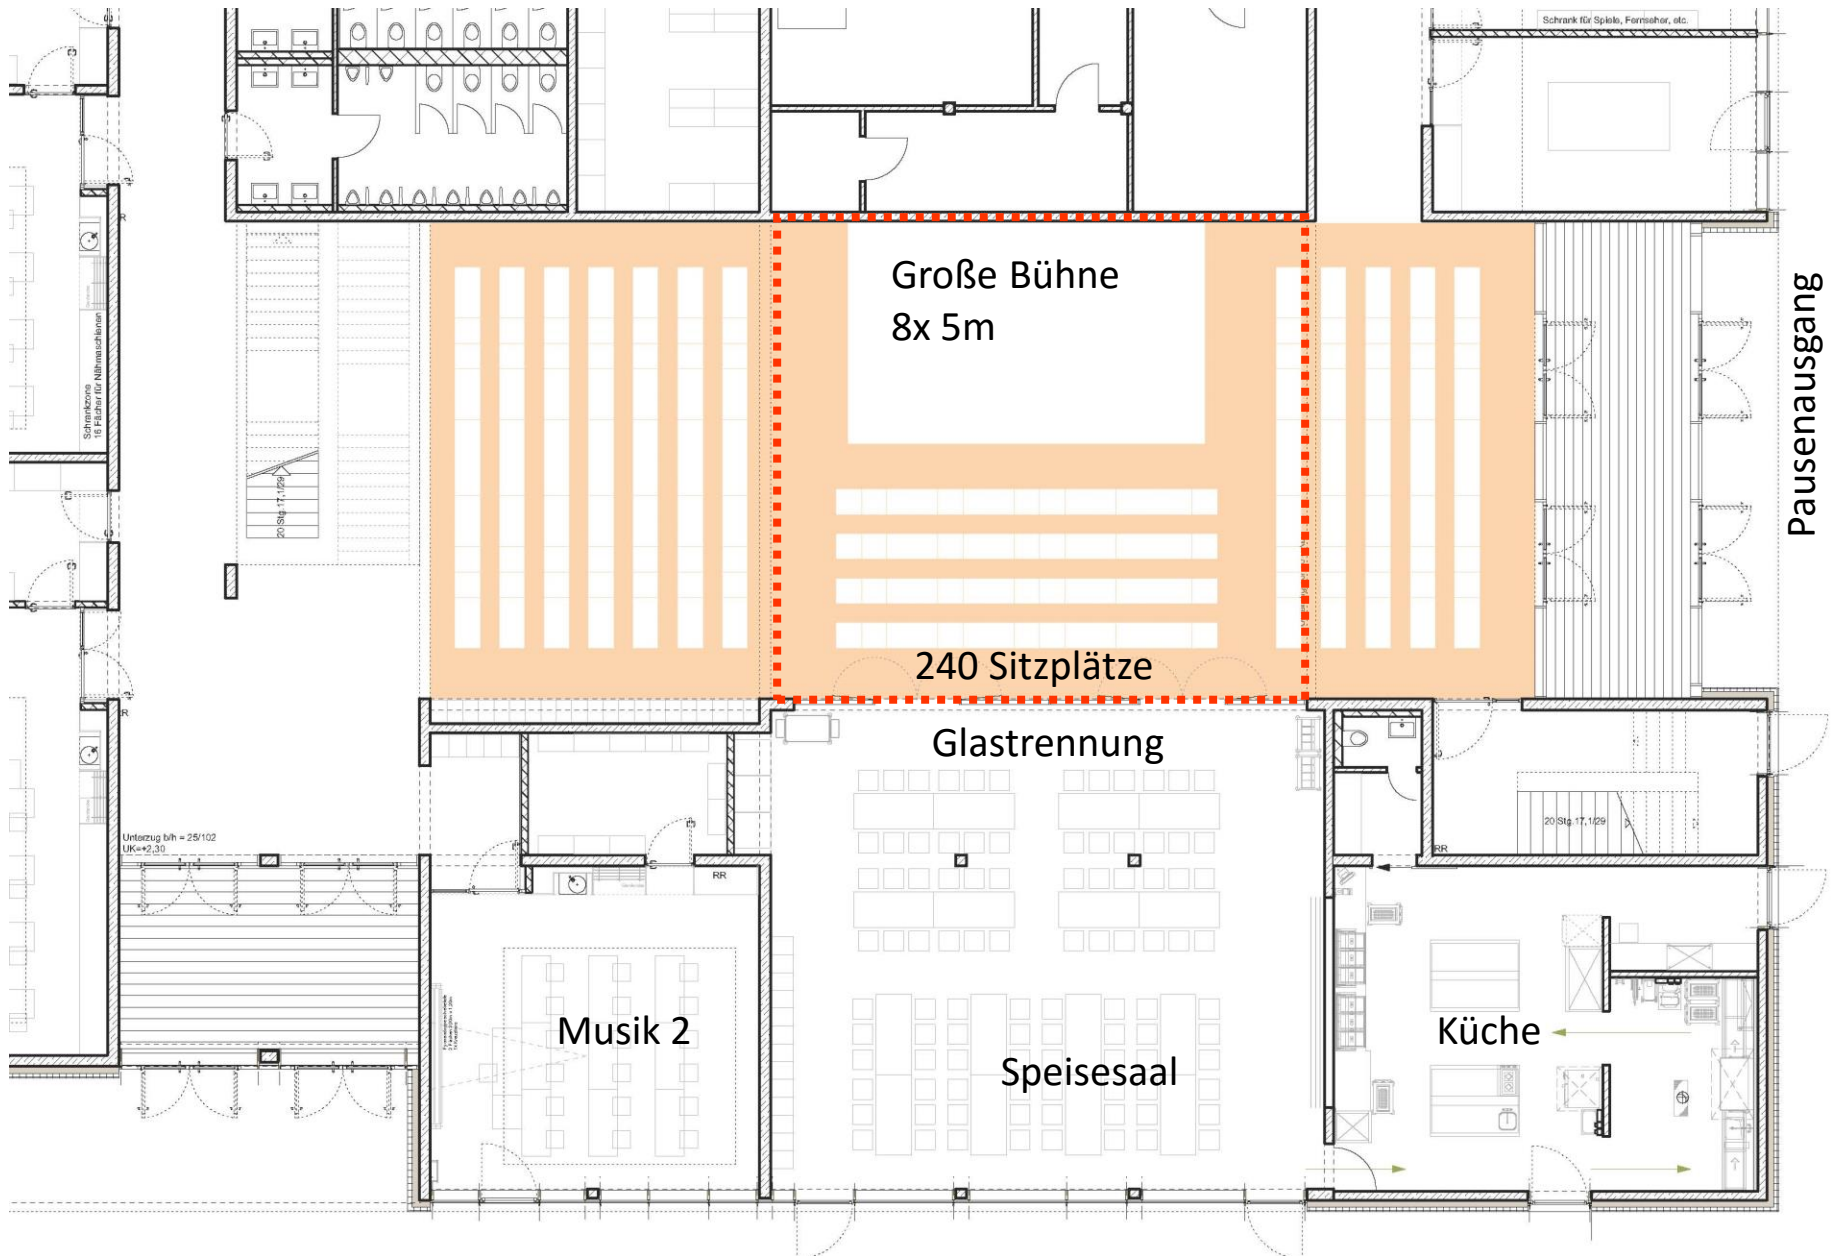 Schrank für Spiele, Fernseher, etc.
Große Bühne
8x 5m
Pausenausgang
Schrankzone
16 Fächer für Nähmaschienen
20 Stg. 17,1/29
240 Sitzplätze
Glastrennung
RR
RR
Unterzug b/h = 25/102
UK=+2,30
20 Stg. 17,1/29
RR
RR
Musik 2
Küche
Speisesaal